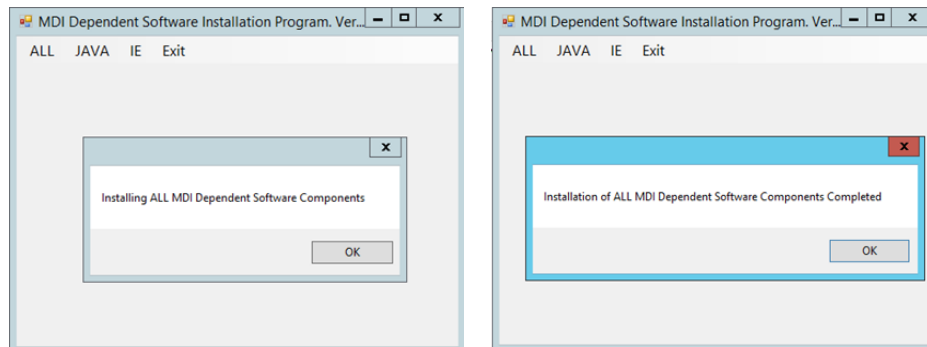 MDI Dependent Software Installation Program. Ver...
ALL JAVA IE Exit
x
Installing ALL MDI Dependent Software Components
OK
MDI Dependent Software Installation Program. Ver...
ALL JAVA IE Exit
x
Installation of ALL MDI Dependent Software Components Completed
OK